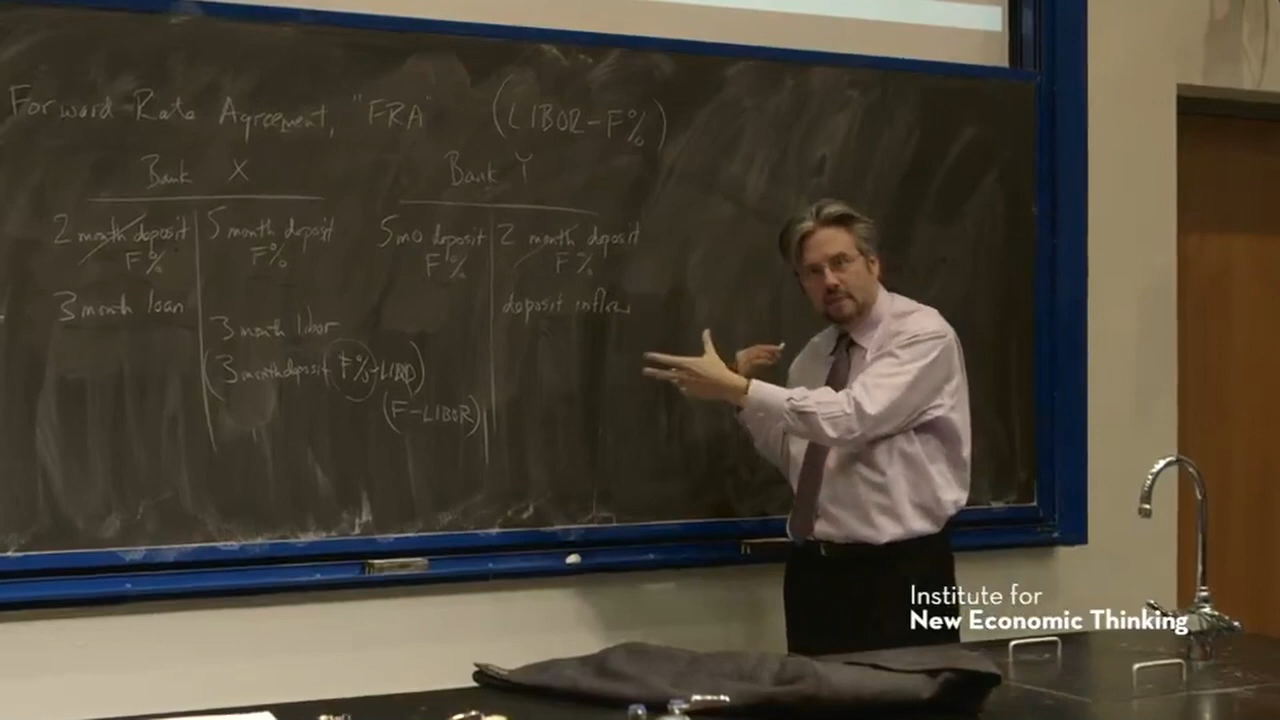 Forward Rate Agreement, "FRA" (LIBOR-F%)
Bank X
Bank Y
2 month deposit
F%
5 month deposit
F%
5 mo deposit
F%
2 month deposit
F%
3 month loan
deposit inflow
3 month libor
(3 month deposit F%-LIBO)
(F-LIBOR)
Institute for
New Economic Thinking